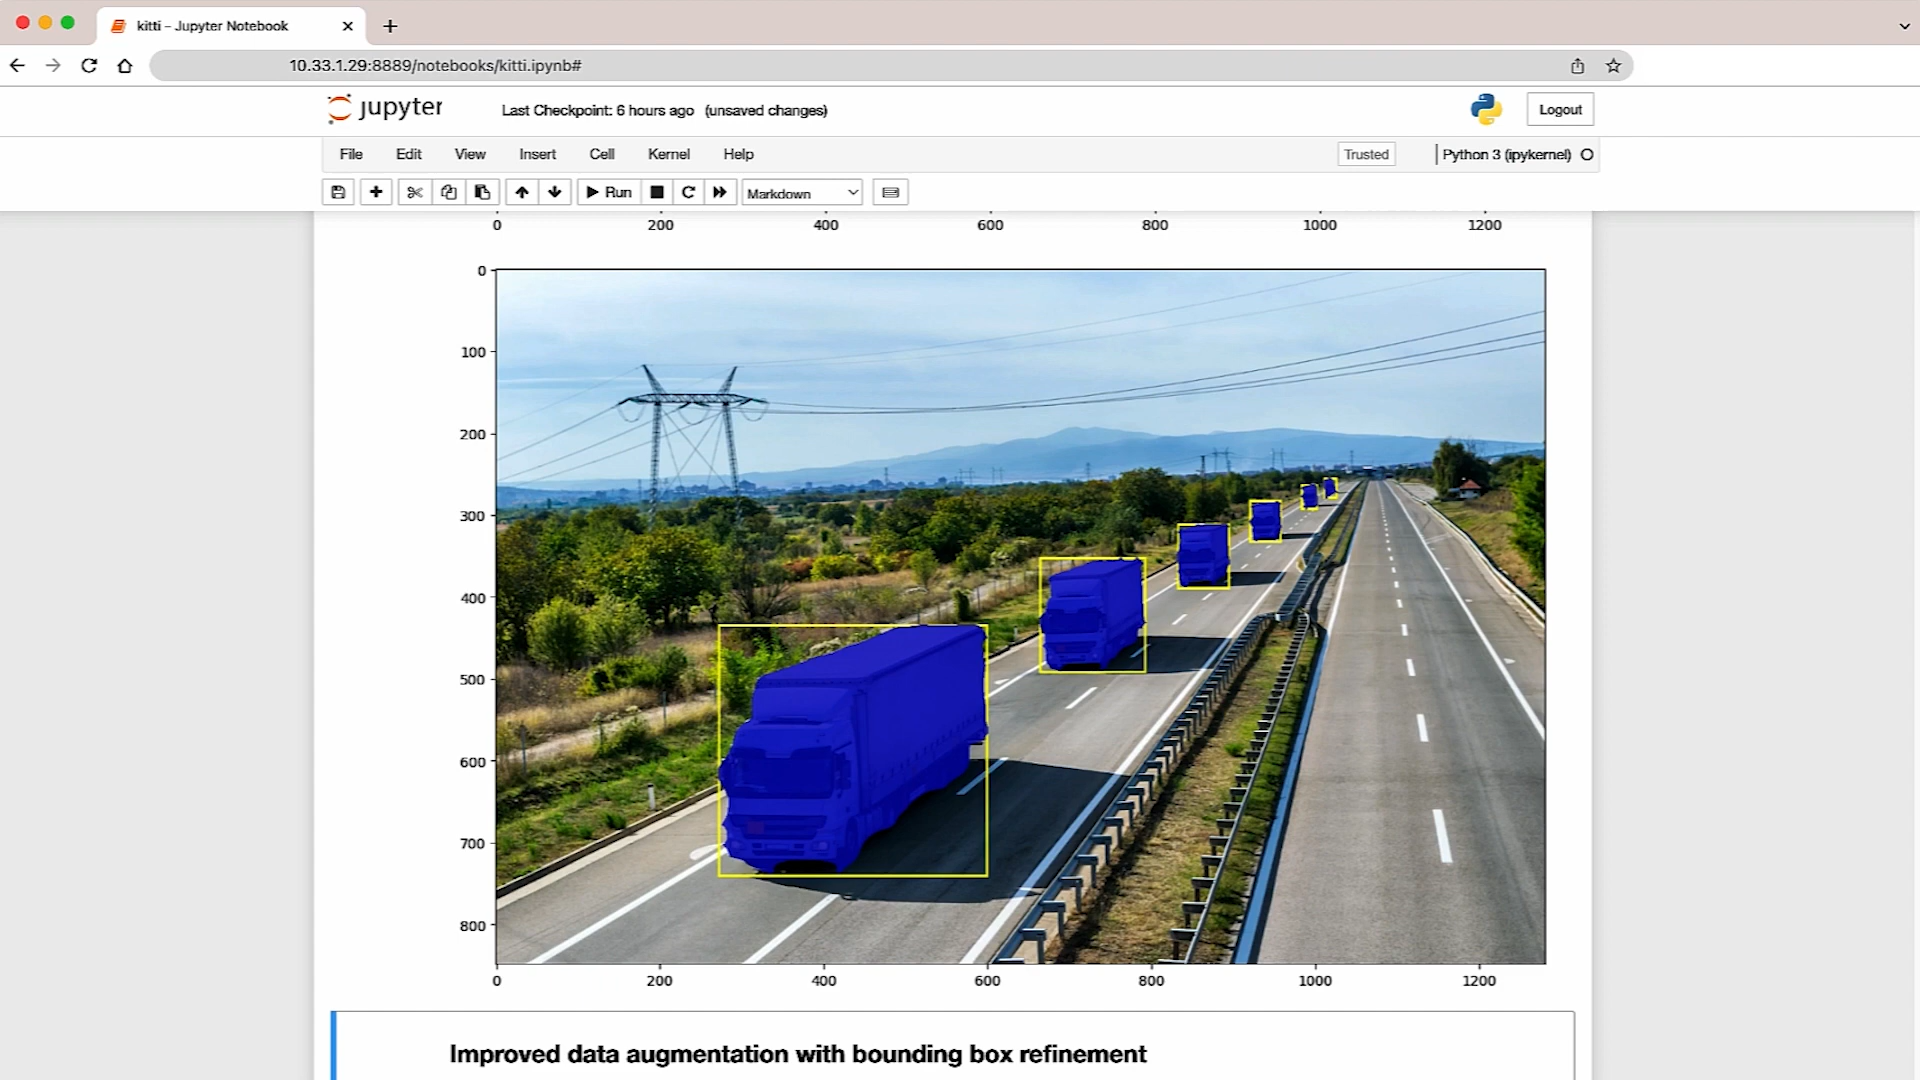 kitti - Jupyter Notebook
10.33.1.29:8889/notebooks/kitti.ipynb#
jupyter Last Checkpoint: 6 hours ago (unsaved changes) Logout
File Edit View Insert Cell Kernel Help Trusted Python 3 (ipykernel)
Run Markdown
0 200 400 600 800 1000 1200
0
100
200
300
400
500
600
700
800
0 200 400 600 800 1000 1200
Improved data augmentation with bounding box refinement